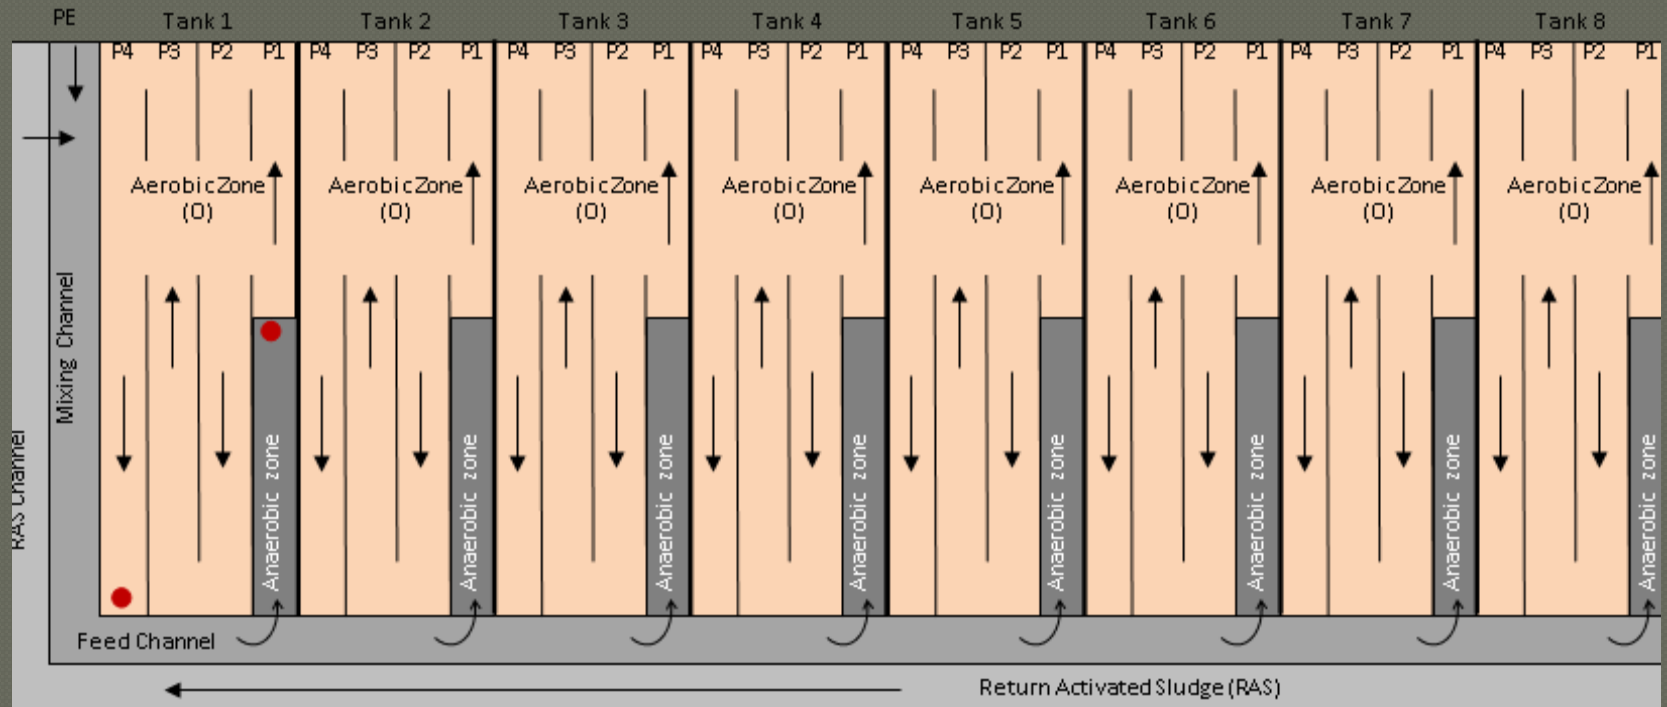 PE Tank 1 Tank 2 Tank 3 Tank 4 Tank 5 Tank 6 Tank 7 Tank 8
P4 P3 P2 P1 P4 P3 P2 P1 P4 P3 P2 P1 P4 P3 P2 P1 P4 P3 P2 P1 P4 P3 P2 P1 P4 P3 P2 P1 P4 P3 P2 P1
Aerobic Zone
(O)
Aerobic Zone
(O)
Aerobic Zone
(O)
Aerobic Zone
(O)
Aerobic Zone
(O)
Aerobic Zone
(O)
Aerobic Zone
(O)
Aerobic Zone
(O)
RAS Channel
Mixing Channel
Anaerobic zone
Anaerobic zone
Anaerobic zone
Anaerobic zone
Anaerobic zone
Anaerobic zone
Anaerobic zone
Anaerobic zone
Feed Channel
Return Activated Sludge (RAS)